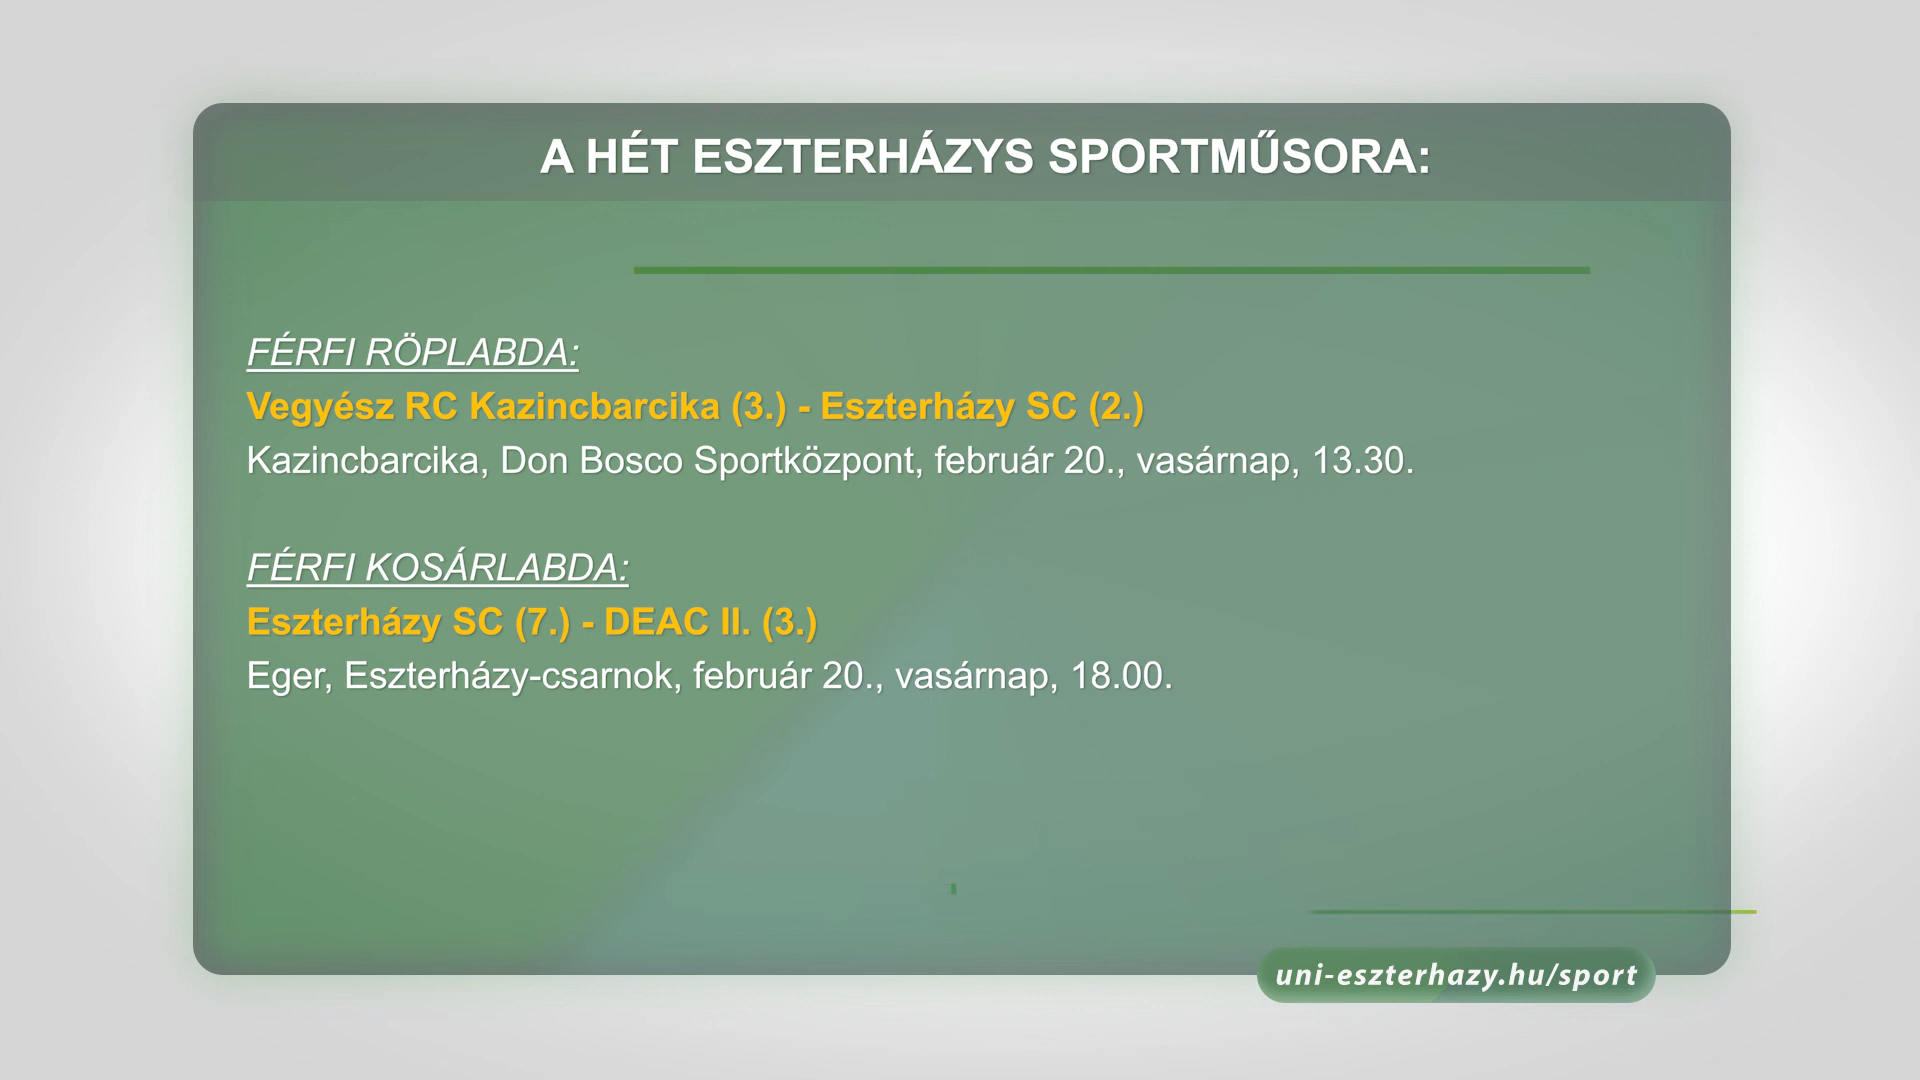 A HÉT ESZTERHÁZYS SPORTMŰSORA:
FÉRFI RÖPLABDA:
Vegyész RC Kazincbarcika (3.) - Eszterházy SC (2.)
Kazincbarcika, Don Bosco Sportközpont, február 20., vasárnap, 13.30.
FÉRFI KOSÁRLABDA:
Eszterházy SC (7.) - DEAC II. (3.)
Eger, Eszterházy-csarnok, február 20., vasárnap, 18.00.
uni-eszterhazy.hu/sport